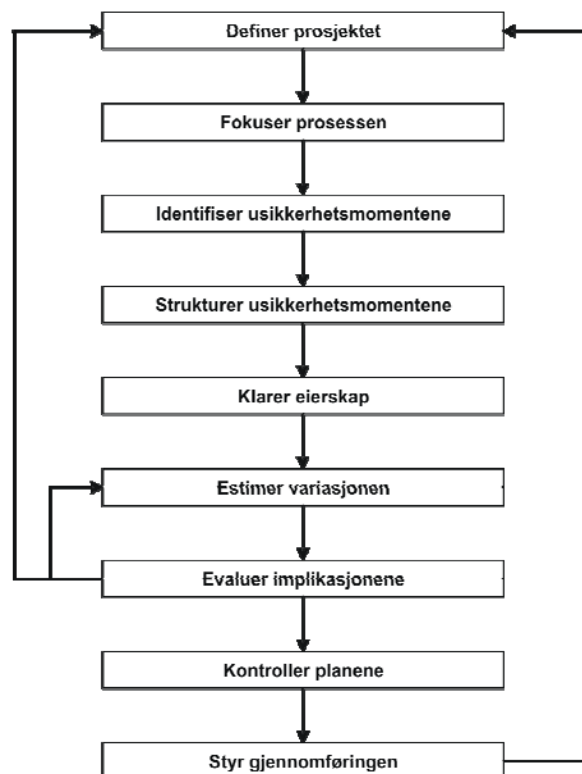 Definer prosjektet
Fokuser prosessen
Identifiser usikkerhetsmomentene
Strukturer usikkerhetsmomentene
Klarer eierskap
Estimer variasjonen
Evaluer implikasjonene
Kontroller planene
Styr gjennomføringen